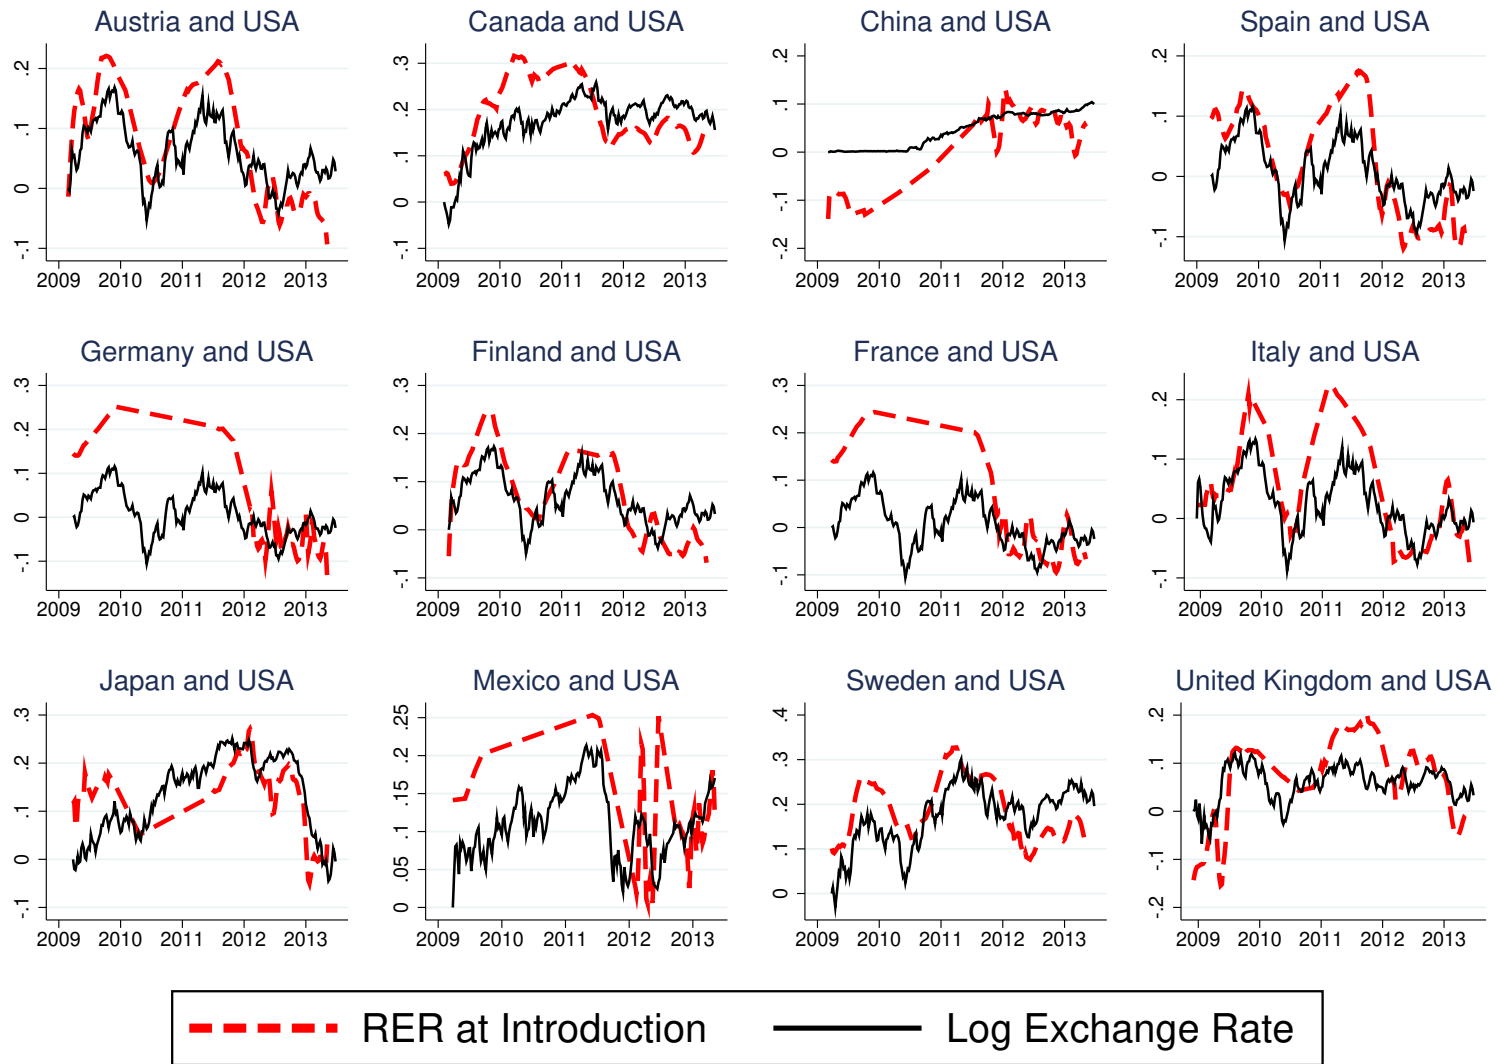 Austria and USA
.2
.1
0
-.1
2009 2010 2011 2012 2013
Canada and USA
.3
.2
.1
0
-.1
2009 2010 2011 2012 2013
China and USA
.2
.1
0
-.1
-.2
2009 2010 2011 2012 2013
Spain and USA
.2
.1
0
-.1
2009 2010 2011 2012 2013
Germany and USA
.3
.2
.1
0
-.1
2009 2010 2011 2012 2013
Finland and USA
.3
.2
.1
0
-.1
2009 2010 2011 2012 2013
France and USA
.3
.2
.1
0
-.1
2009 2010 2011 2012 2013
Italy and USA
.2
.1
0
-.1
2009 2010 2011 2012 2013
Japan and USA
.3
.2
.1
0
-.1
2009 2010 2011 2012 2013
Mexico and USA
.25
.2
.15
.1
.05
0
2009 2010 2011 2012 2013
Sweden and USA
.4
.3
.2
.1
0
2009 2010 2011 2012 2013
United Kingdom and USA
.2
.1
0
-.1
-.2
2009 2010 2011 2012 2013
RER at Introduction
Log Exchange Rate